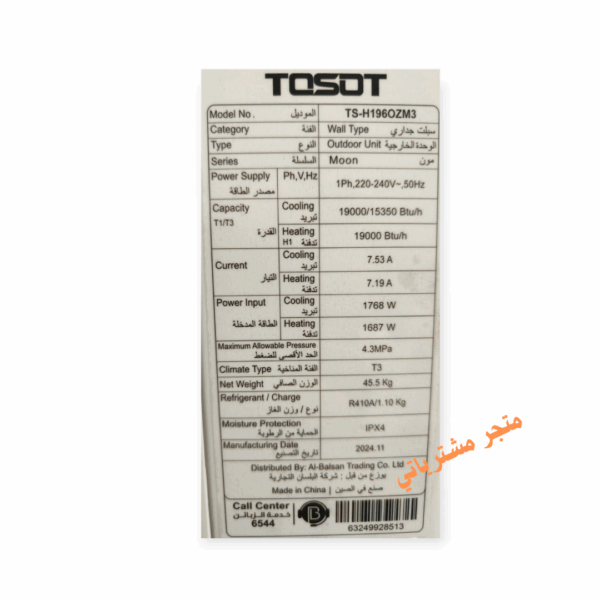 TOSOT
Model No. الموديل TS-H196OZM3
Category الفئة Wall Type سبلت جداري
Type النوع Outdoor Unit الوحدة الخارجية
Series السلسلة Moon مون
Power Supply Ph,V,Hz 1Ph,220-240V~,50Hz
مصدر الطاقة
Capacity Cooling 19000/15350 Btu/h
T1/T3 تبريد
القدرة Heating 19000 Btu/h
H1 تدفئة
Current Cooling 7.53 A
تبريد
التيار Heating 7.19 A
تدفئة
Power Input Cooling 1768 W
تبريد
الطاقة المدخلة Heating 1687 W
تدفئة
Maximum Allowable Pressure 4.3MPa
الحد الأقصى للضغط
Climate Type الفئة المناخية T3
Net Weight الوزن الصافي 45.5 Kg
Refrigerant / Charge R410A/1.10 Kg
نوع / وزن الغاز
Moisture Protection IPX4
الحماية من الرطوبة
Manufacturing Date 2024.11
تاريخ التصنيع
Distributed By: Al-Balsan Trading Co. Ltd
يوزع من قبل : شركة البلسان التجارية
Made in China | صنع في الصين
Call Center
خدمة الزبائن
6544
63249928513
متجر مشترياتي